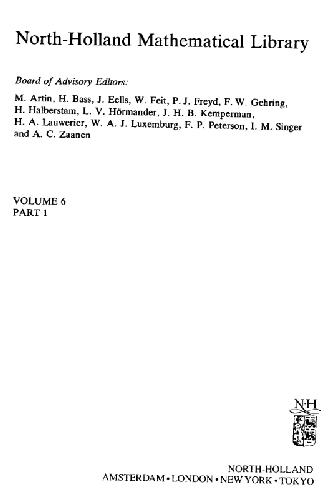 North-Holland Mathematical Library
Board of Advisory Editors:
M. Artin, H. Bass, J. Eells, W. Feit, P. J. Freyd, F. W. Gehring,
H. Halberstam, L. V. Hörmander, J. H. B. Kemperman,
H. A. Lauwerier, W. A. J. Luxemburg, F. P. Peterson, I. M. Singer
and A. C. Zaanen
VOLUME 6
PART 1
N·H
NORTH-HOLLAND
AMSTERDAM • LONDON • NEW YORK • TOKYO